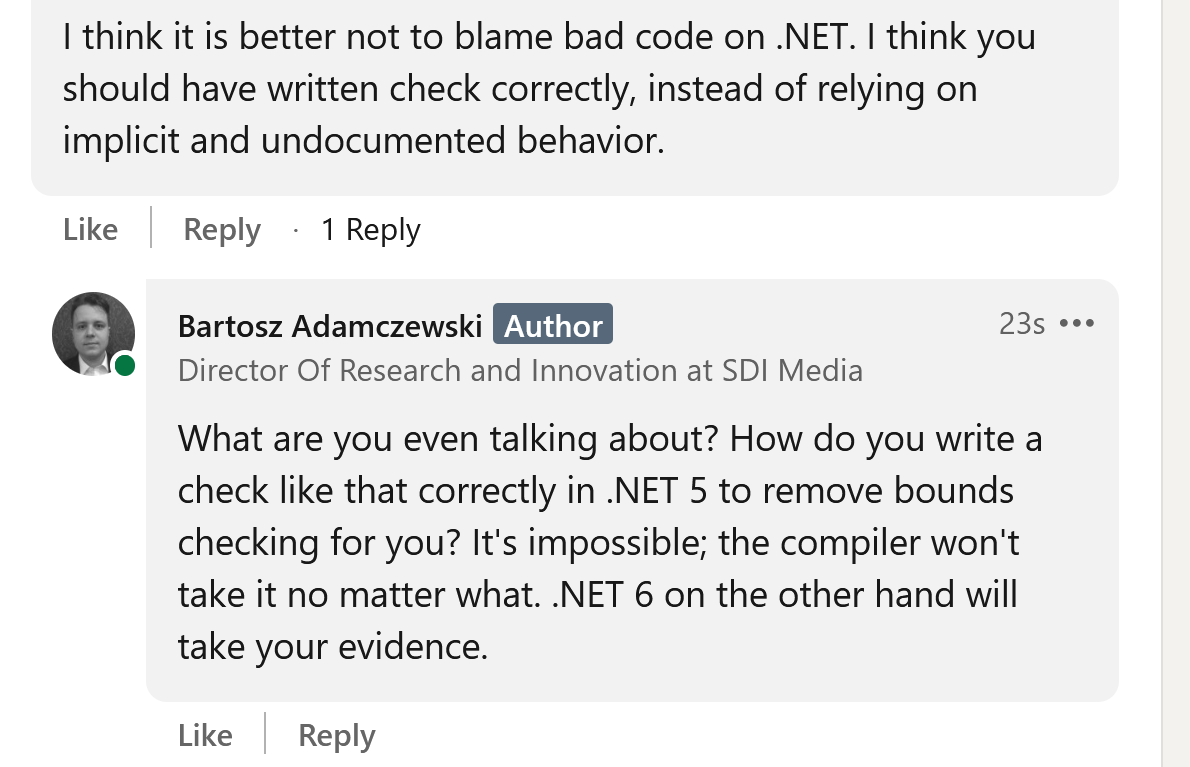 I think it is better not to blame bad code on .NET. I think you
should have written check correctly, instead of relying on
implicit and undocumented behavior.
Like | Reply · 1 Reply
Bartosz Adamczewski Author 23s •••
Director Of Research and Innovation at SDI Media
What are you even talking about? How do you write a
check like that correctly in .NET 5 to remove bounds
checking for you? It's impossible; the compiler won't
take it no matter what. .NET 6 on the other hand will
take your evidence.
Like | Reply